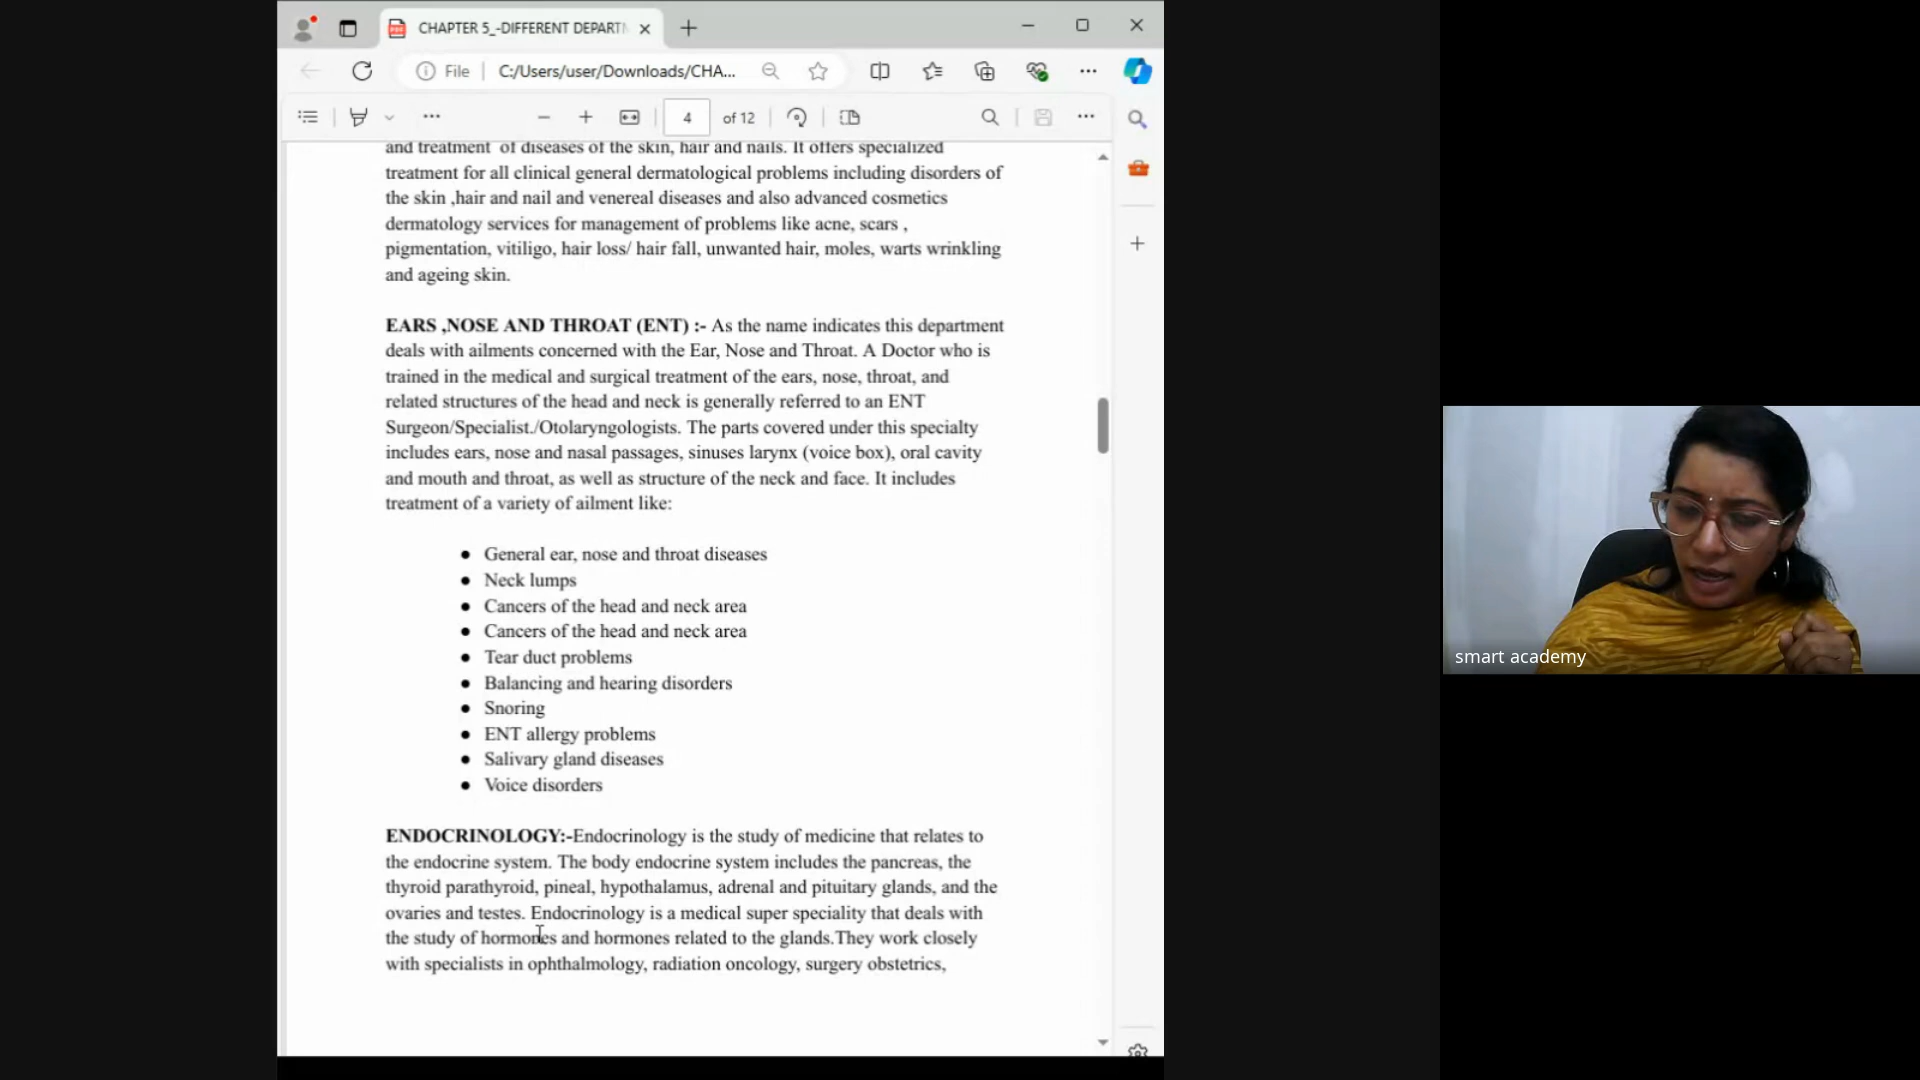 CHAPTER 5_-DIFFERENT DEPARTM
File
C:/Users/user/Downloads/CHA...
4 of 12
and treatment of diseases of the skin, hair and nails. It offers specialized
treatment for all clinical general dermatological problems including disorders of
the skin ,hair and nail and venereal diseases and also advanced cosmetics
dermatology services for management of problems like acne, scars ,
pigmentation, vitiligo, hair loss/ hair fall, unwanted hair, moles, warts wrinkling
and ageing skin.
EARS ,NOSE AND THROAT (ENT) :- As the name indicates this department
deals with ailments concerned with the Ear, Nose and Throat. A Doctor who is
trained in the medical and surgical treatment of the ears, nose, throat, and
related structures of the head and neck is generally referred to an ENT
Surgeon/Specialist./Otolaryngologists. The parts covered under this specialty
includes ears, nose and nasal passages, sinuses larynx (voice box), oral cavity
and mouth and throat, as well as structure of the neck and face. It includes
treatment of a variety of ailment like:
● General ear, nose and throat diseases
● Neck lumps
● Cancers of the head and neck area
● Cancers of the head and neck area
● Tear duct problems
● Balancing and hearing disorders
● Snoring
● ENT allergy problems
● Salivary gland diseases
● Voice disorders
ENDOCRINOLOGY:-Endocrinology is the study of medicine that relates to
the endocrine system. The body endocrine system includes the pancreas, the
thyroid parathyroid, pineal, hypothalamus, adrenal and pituitary glands, and the
ovaries and testes. Endocrinology is a medical super speciality that deals with
the study of hormones and hormones related to the glands.They work closely
with specialists in ophthalmology, radiation oncology, surgery obstetrics,
smart academy